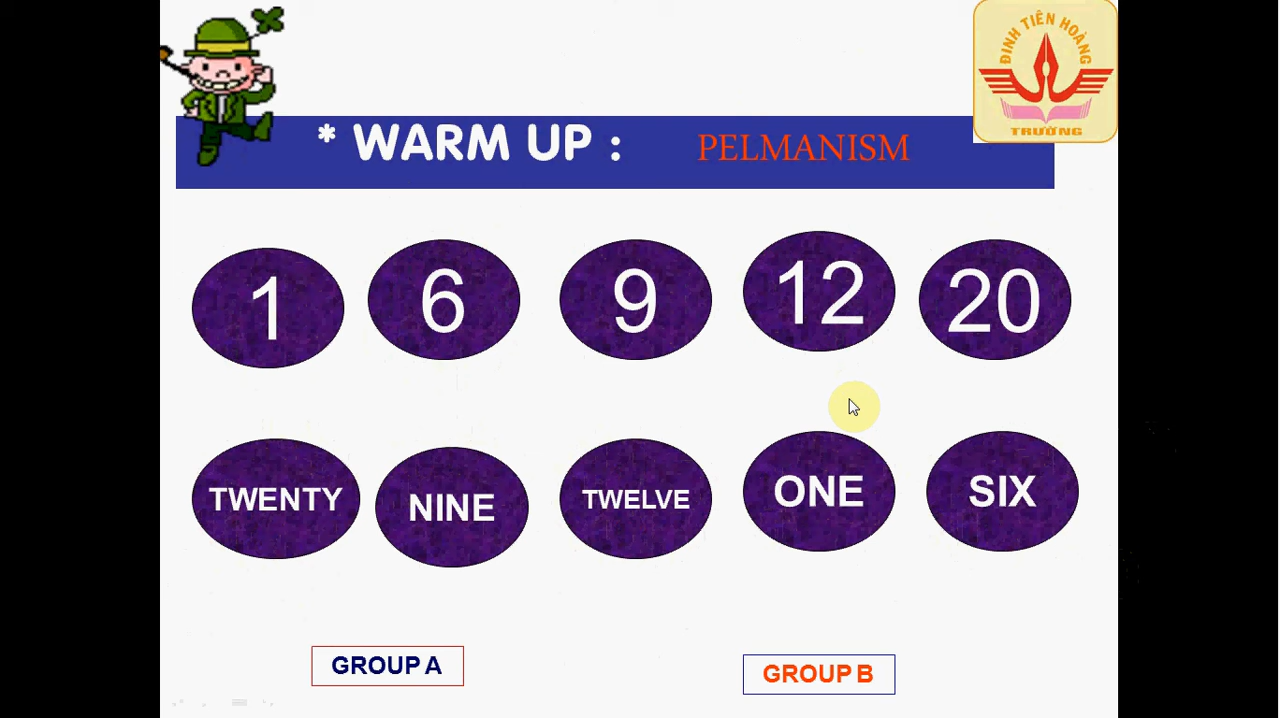 ĐINH TIÊN HOÀNG
TRƯỜNG
* WARM UP : PELMANISM
1 6 9 12 20
TWENTY NINE TWELVE ONE SIX
GROUP A GROUP B